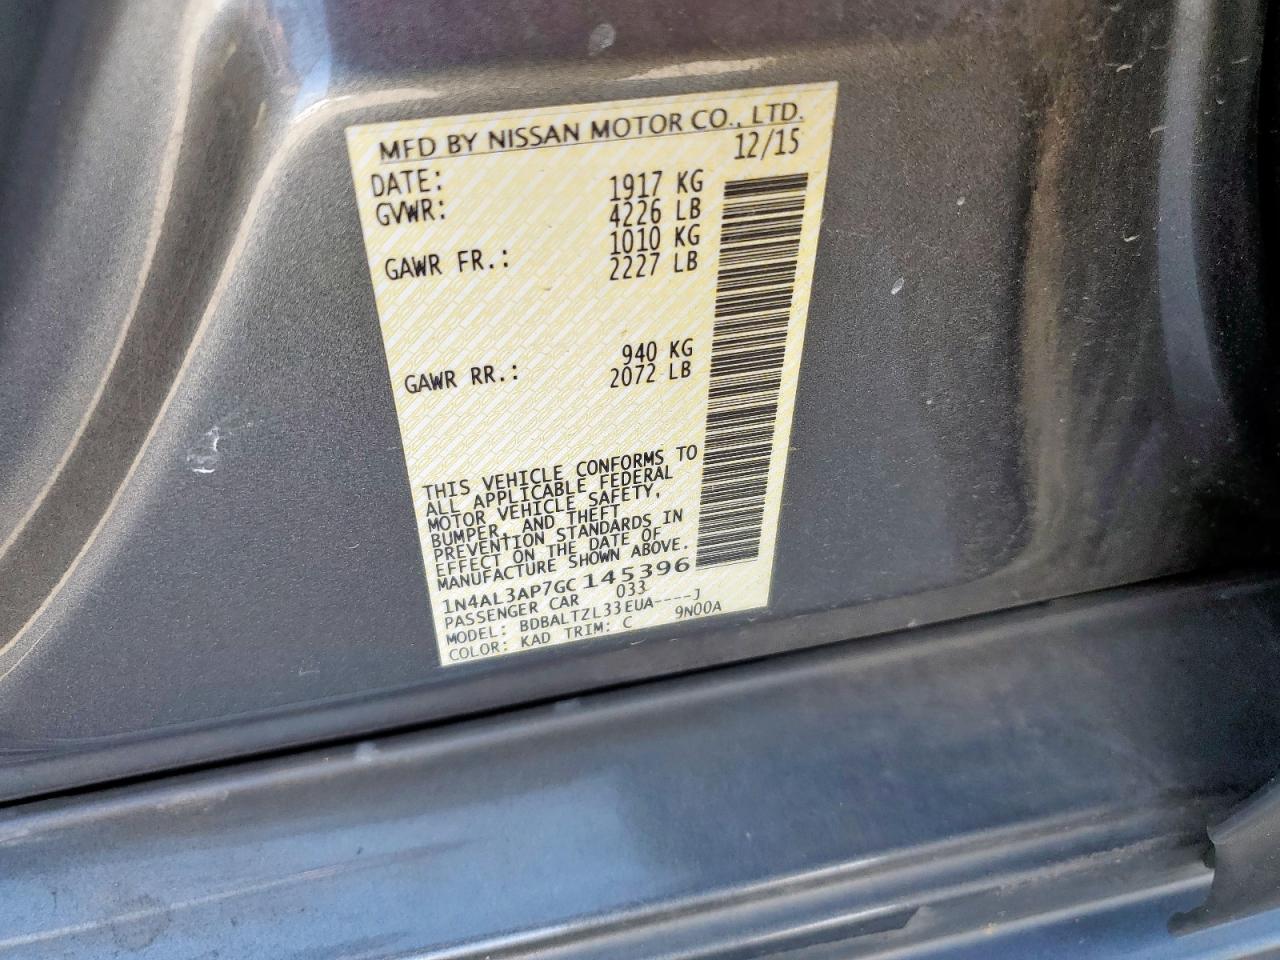 MFD BY NISSAN MOTOR CO., LTD.
DATE: 12/15
GVWR: 1917 KG
4226 LB
GAWR FR.: 1010 KG
2227 LB
GAWR RR.: 940 KG
2072 LB
THIS VEHICLE CONFORMS TO
ALL APPLICABLE FEDERAL
MOTOR VEHICLE SAFETY,
BUMPER, AND THEFT
PREVENTION STANDARDS IN
EFFECT ON THE DATE OF
MANUFACTURE SHOWN ABOVE.
1N4AL3AP7GC145396
PASSENGER CAR 033
MODEL: BDBALTZL33EUA----J
COLOR: KAD TRIM: C 9N00A